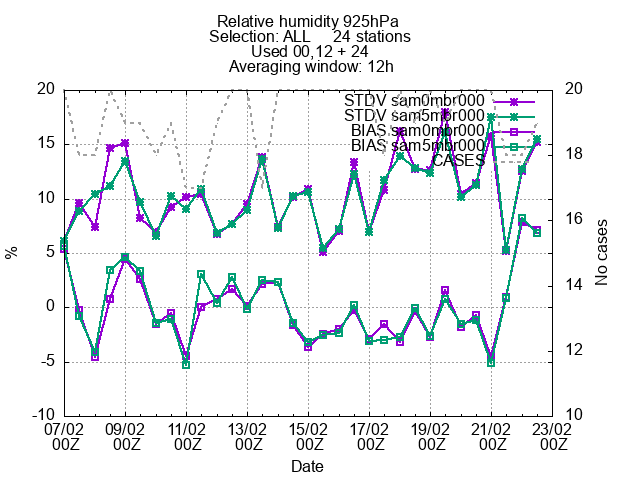 Relative humidity 925hPa
Selection: ALL 24 stations
Used 00,12 + 24
Averaging window: 12h
STDV sam0mbr000
STDV sam5mbr000
BIAS sam0mbr000
BIAS sam5mbr000
CASES
20
15
10
5
0
-5
-10
%
20
18
16
14
12
10
No cases
07/02 09/02 11/02 13/02 15/02 17/02 19/02 21/02 23/02
00Z 00Z 00Z 00Z 00Z 00Z 00Z 00Z 00Z
Date